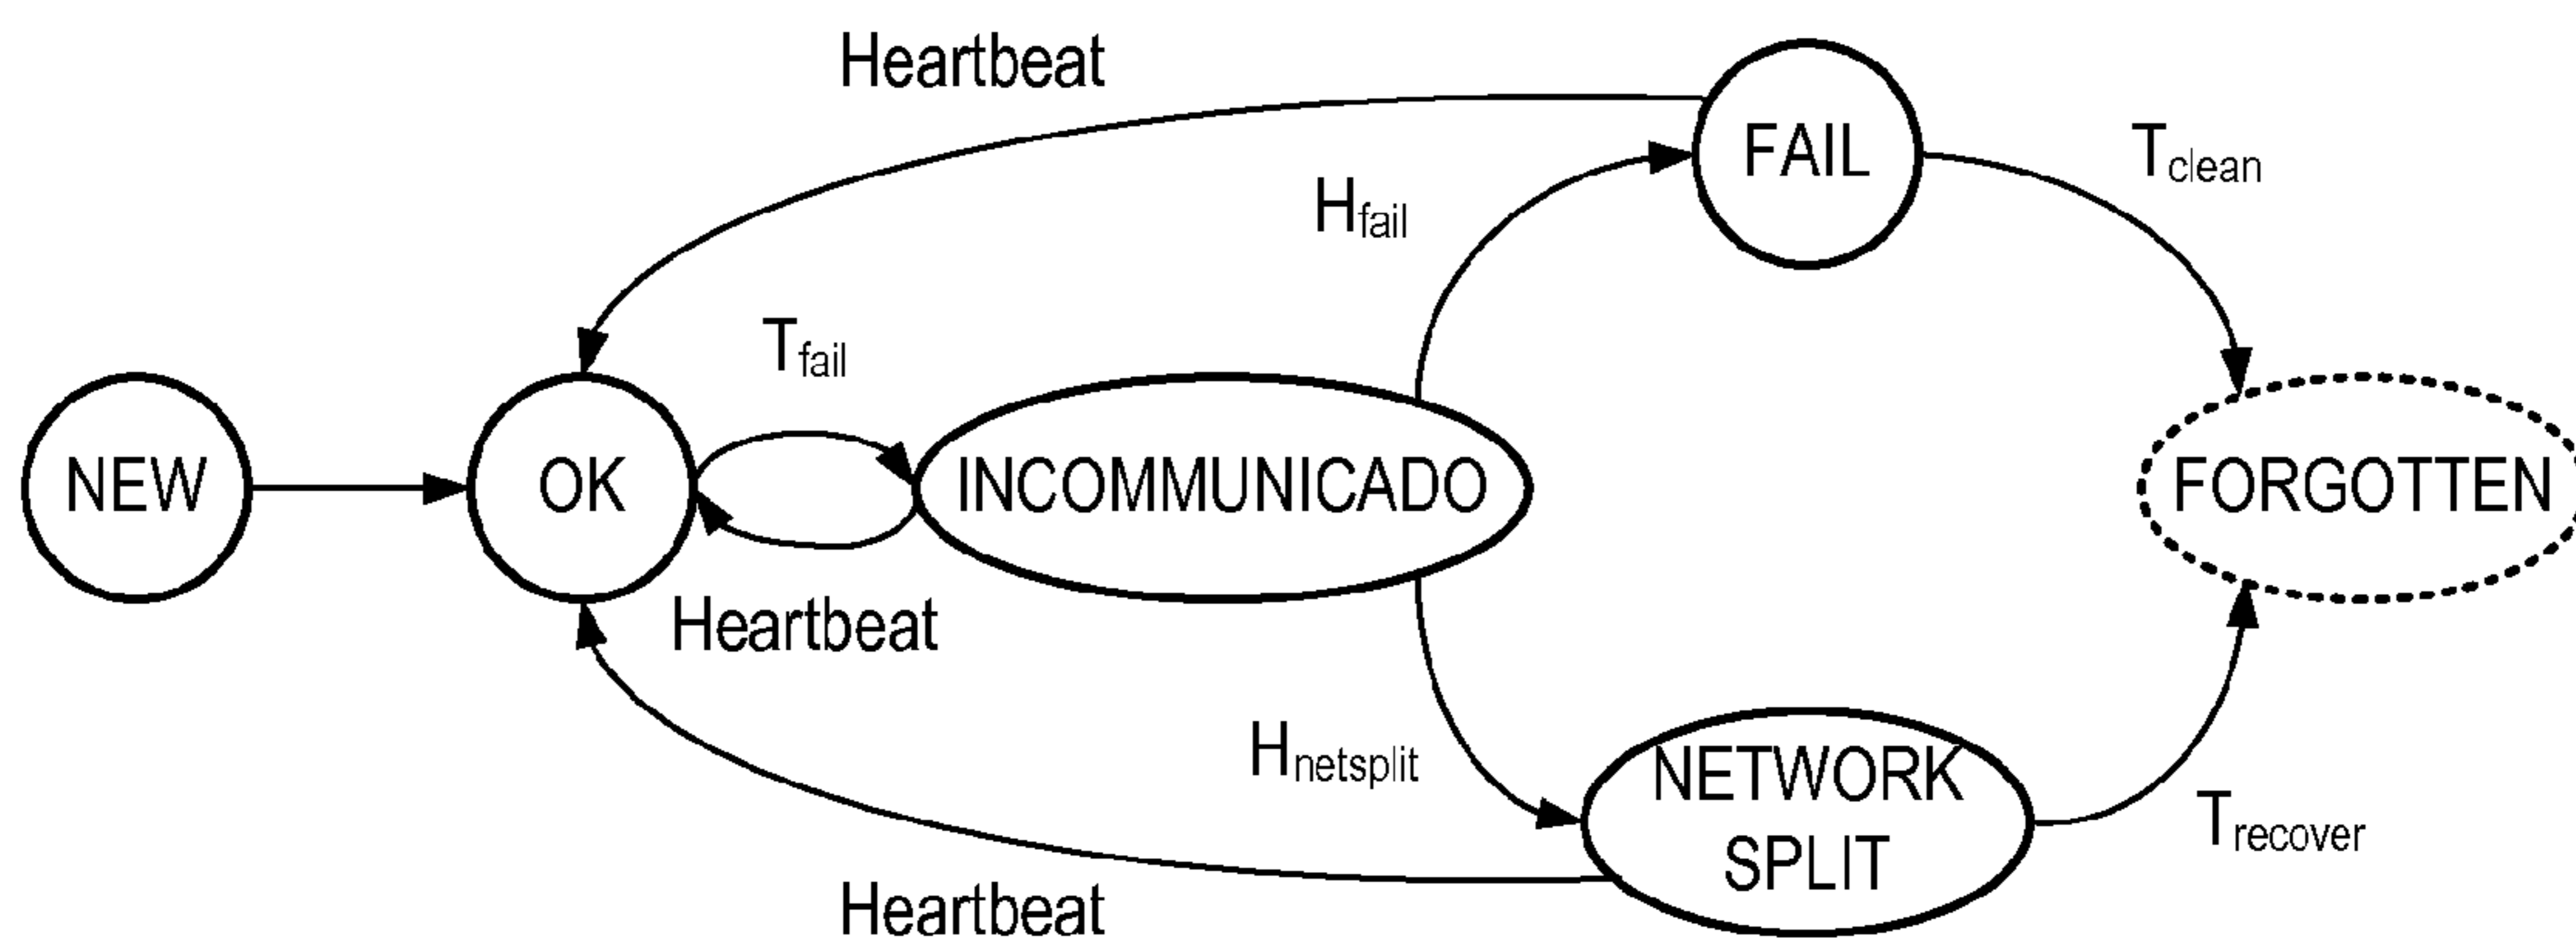 Heartbeat
FAIL
Tclean
Hfail
Tfail
NEW
OK
INCOMMUNICADO
FORGOTTEN
Heartbeat
Hnetsplit
NETWORK
SPLIT
Trecover
Heartbeat